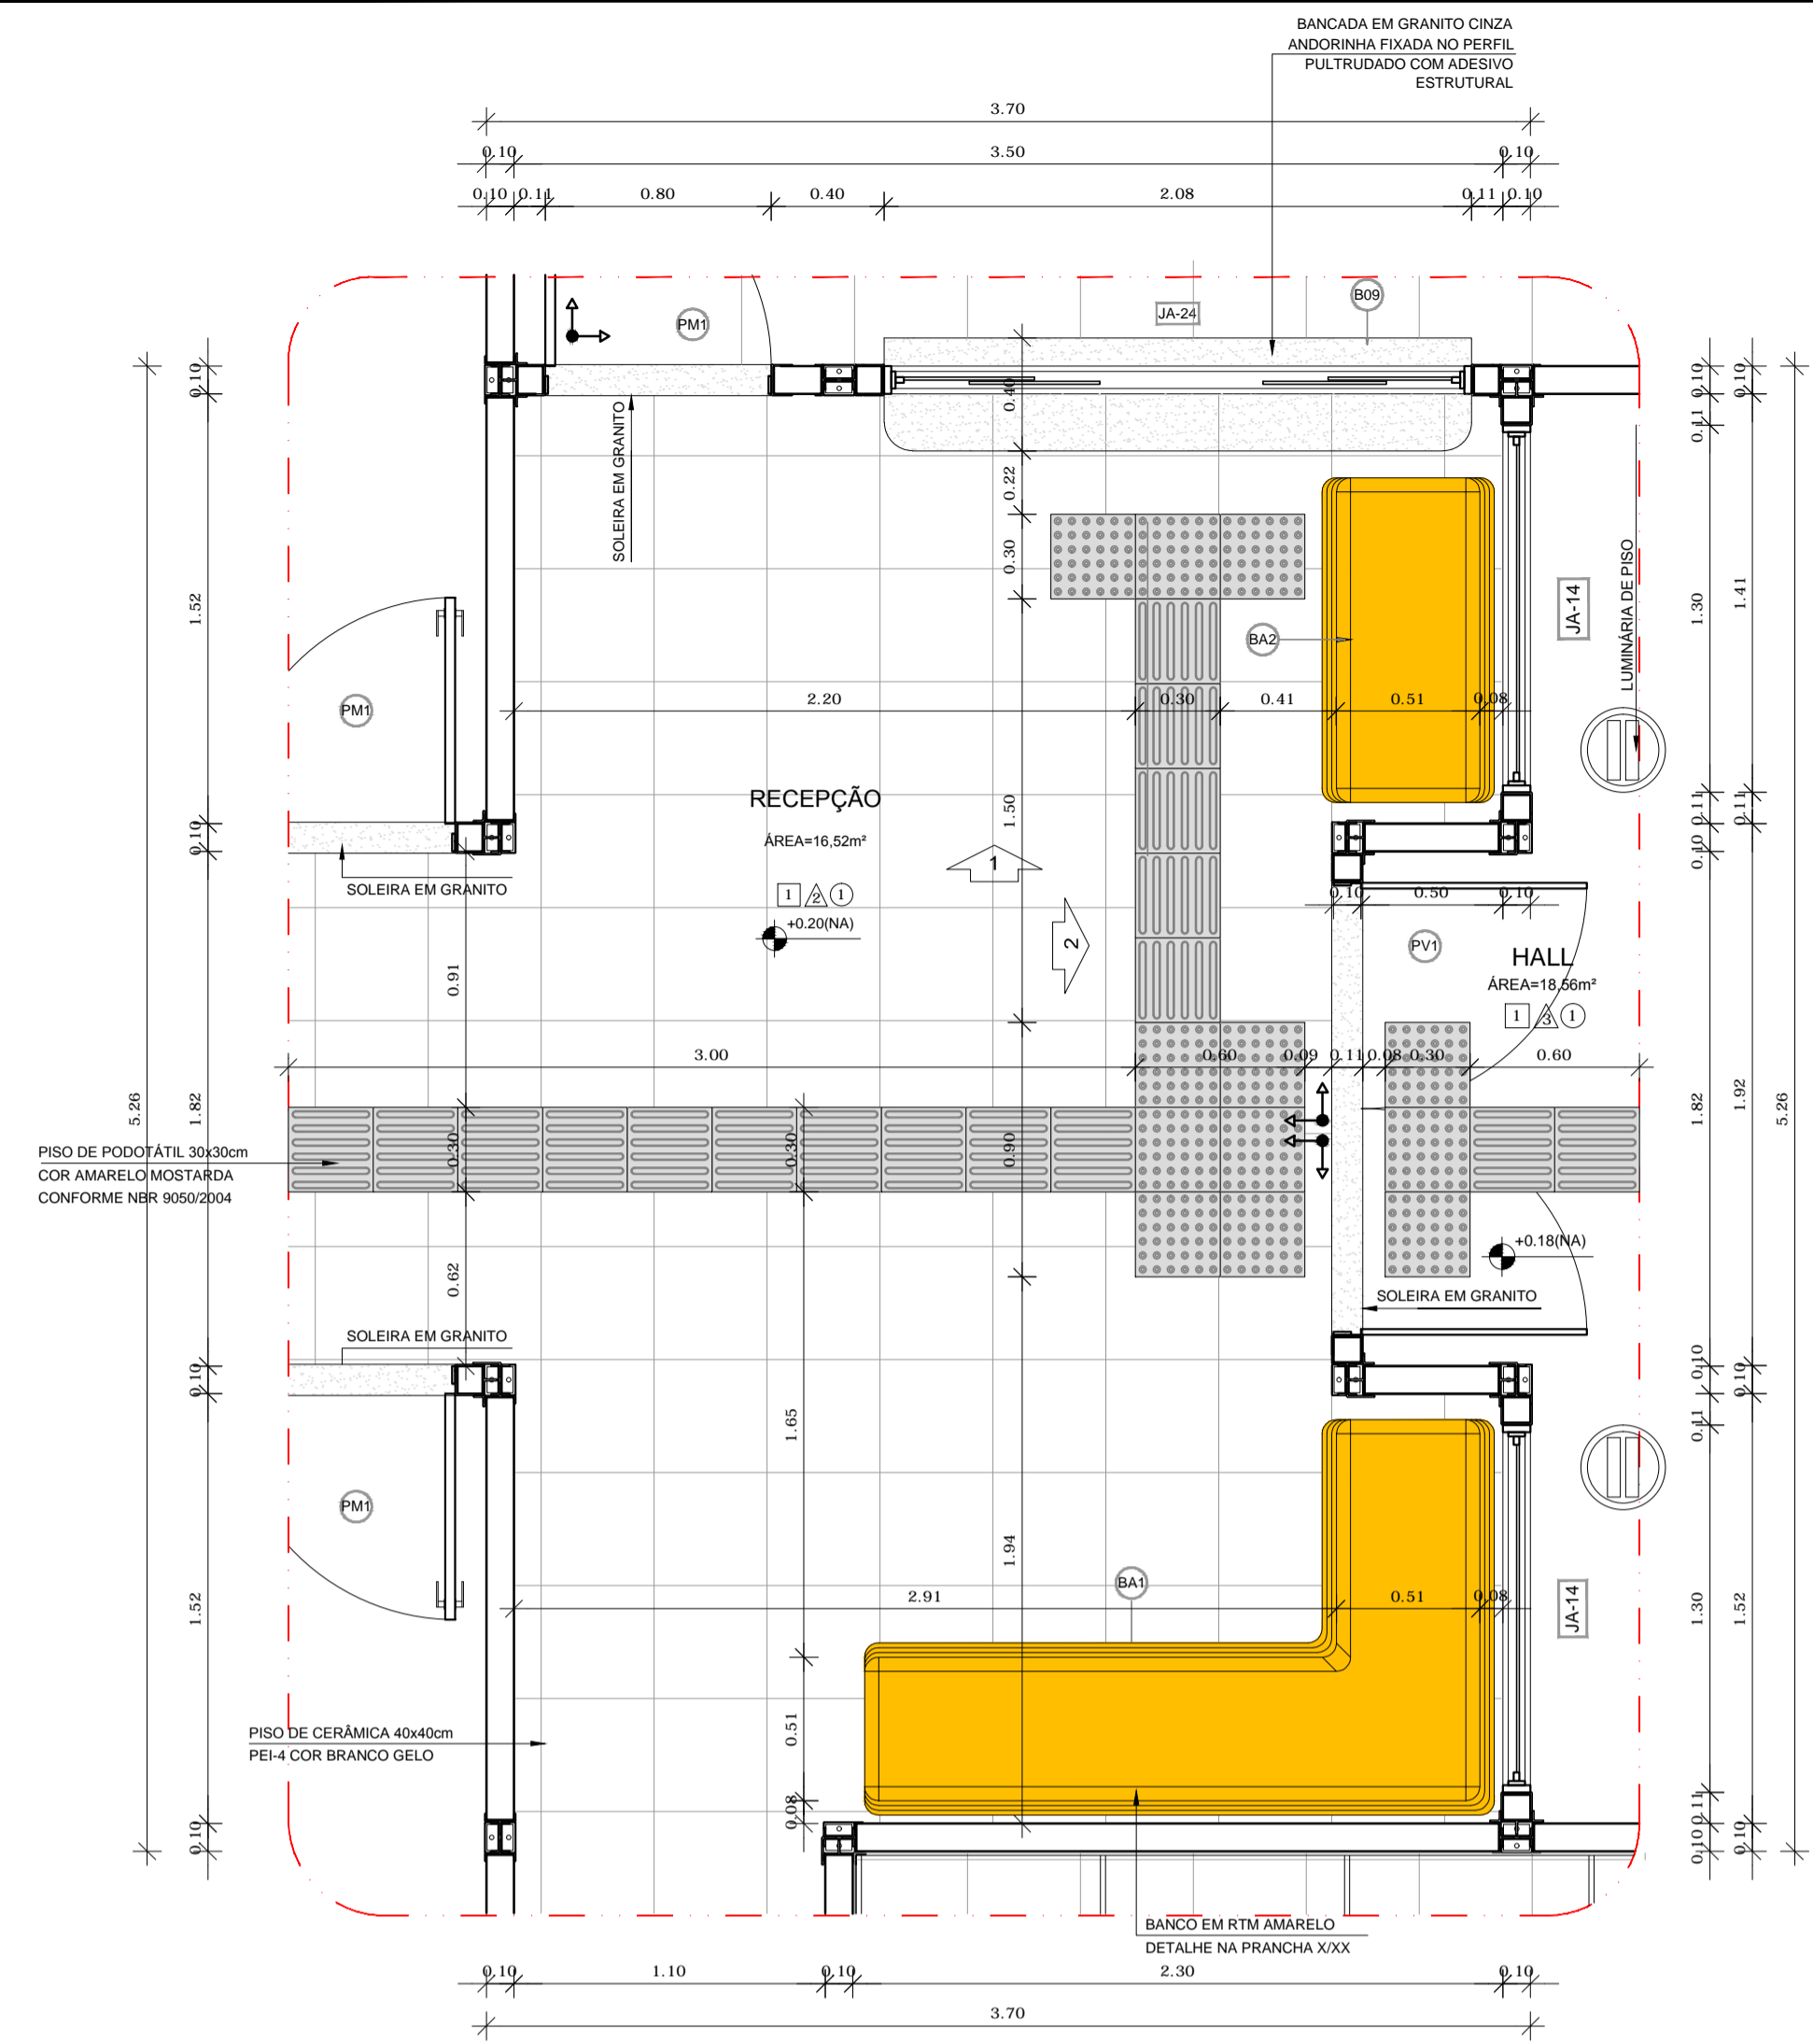 BANCADA EM GRANITO CINZA
ANDORINHA FIXADA NO PERFIL
PULTRUDADO COM ADESIVO
ESTRUTURAL
3.70
0.10
3.50
0.10
0.10
0.11
0.80
0.40
2.08
0.11
0.10
B09
JA-24
PM1
0.10
0.40
0.10
0.10
0.11
SOLEIRA EM GRANITO
0.22
0.30
1.52
1.30
1.41
JA-14
LUMINÁRIA DE PISO
BA2
PM1
2.20
0.30
0.41
0.51
0.08
RECEPÇÃO
ÁREA=16,52m²
1.50
1
0.10
0.11
0.11
0.10
SOLEIRA EM GRANITO
1 2 1
+0.20(NA)
0.10
0.50
0.10
2
PV1
HALL
ÁREA=18,56m²
1 3 1
0.91
3.00
0.60
0.09
0.11
0.08
0.30
0.60
5.26
1.82
1.82
1.92
5.26
PISO DE PODOTÁTIL 30x30cm
COR AMARELO MOSTARDA
CONFORME NBR 9050/2004
0.30
0.30
0.90
+0.18(NA)
0.62
SOLEIRA EM GRANITO
SOLEIRA EM GRANITO
0.10
0.10
0.10
0.11
1.65
PM1
1.94
BA1
1.52
2.91
0.51
0.08
1.30
1.52
JA-14
PISO DE CERÂMICA 40x40cm
PEI-4 COR BRANCO GELO
0.51
0.08
0.10
0.11
0.10
0.10
BANCO EM RTM AMARELO
DETALHE NA PRANCHA X/XX
0.10
1.10
0.10
2.30
0.10
3.70